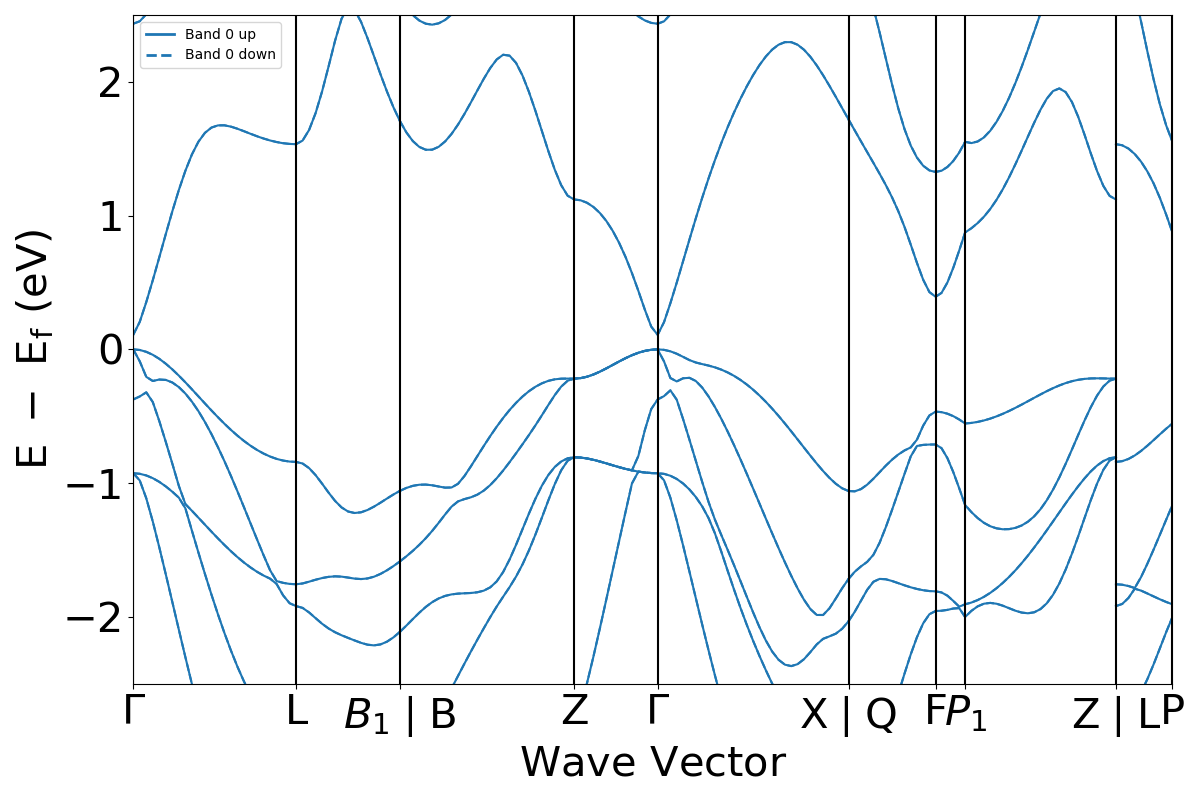 Band 0 up
Band 0 down
E − E_f (eV)
2
1
0
−1
−2
Γ L B₁ | B Z Γ X | Q F P₁ Z | L P
Wave Vector